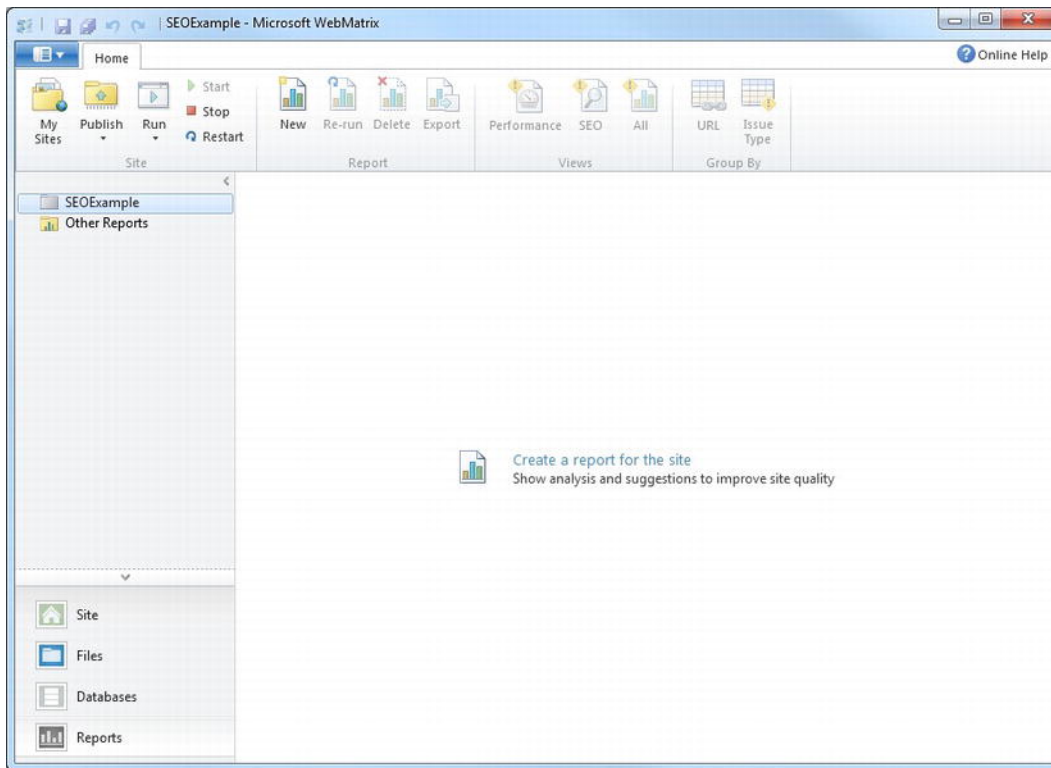 SEOExample - Microsoft WebMatrix
Home
Online Help
My Sites
Publish
Run
Start
Stop
Restart
Site
New
Re-run
Delete
Export
Report
Performance
SEO
All
Views
URL
Issue Type
Group By
SEOExample
Other Reports
Create a report for the site
Show analysis and suggestions to improve site quality
Site
Files
Databases
Reports